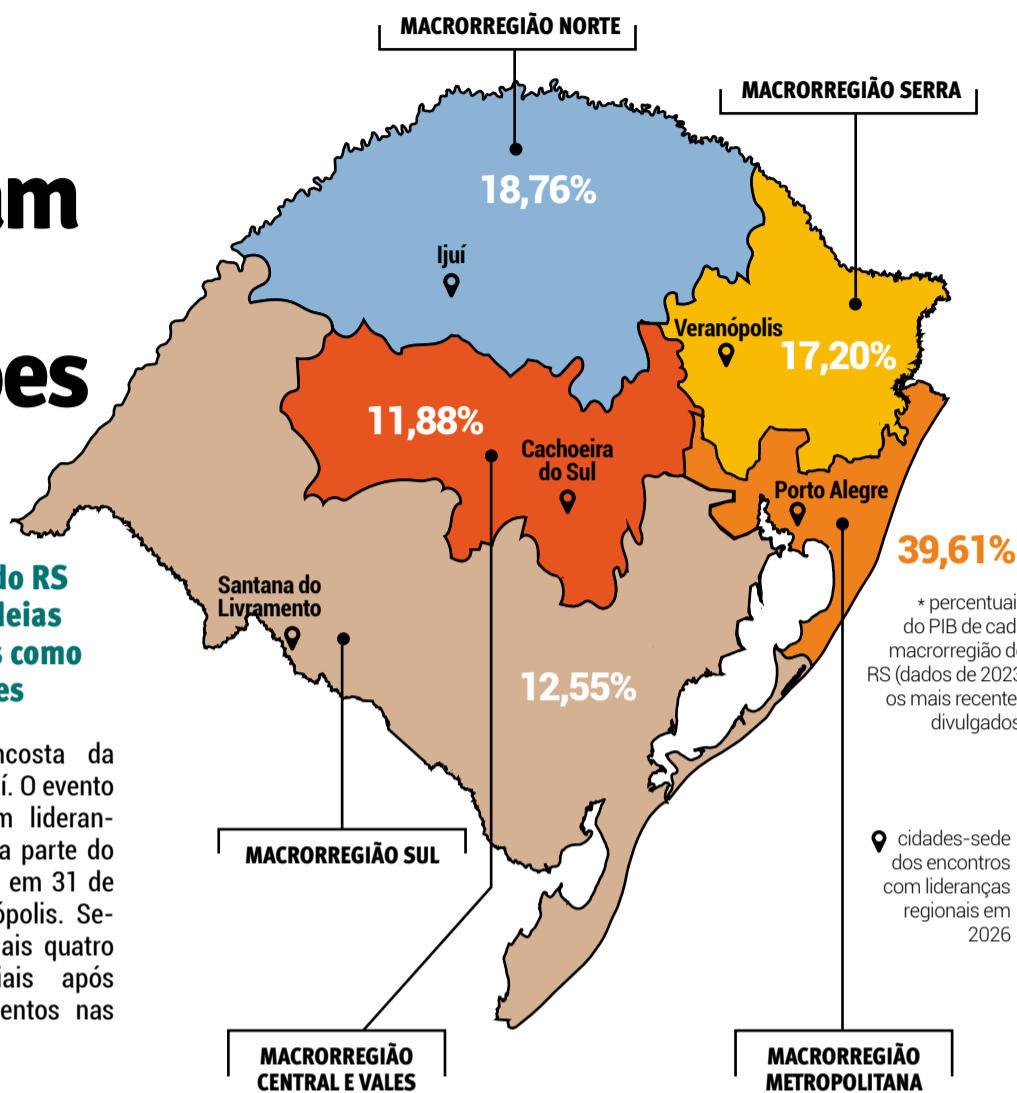 am
ões
do RS
deias
s como
es
ncosta da
í. O evento
m lideran-
a parte do
em 31 de
ópolis. Se-
ais quatro
iais após
entos nas
MACRORREGIÃO NORTE
MACRORREGIÃO SERRA
18,76%
Ijuí
Veranópolis
17,20%
11,88%
Cachoeira
do Sul
Porto Alegre
39,61%
* percentuai
do PIB de cad
macrorregião d
RS (dados de 2023
os mais recente
divulgados
Santana do
Livramento
12,55%
cidades-sede
dos encontros
com lideranças
regionais em
2026
MACRORREGIÃO SUL
MACRORREGIÃO
CENTRAL E VALES
MACRORREGIÃO
METROPOLITANA